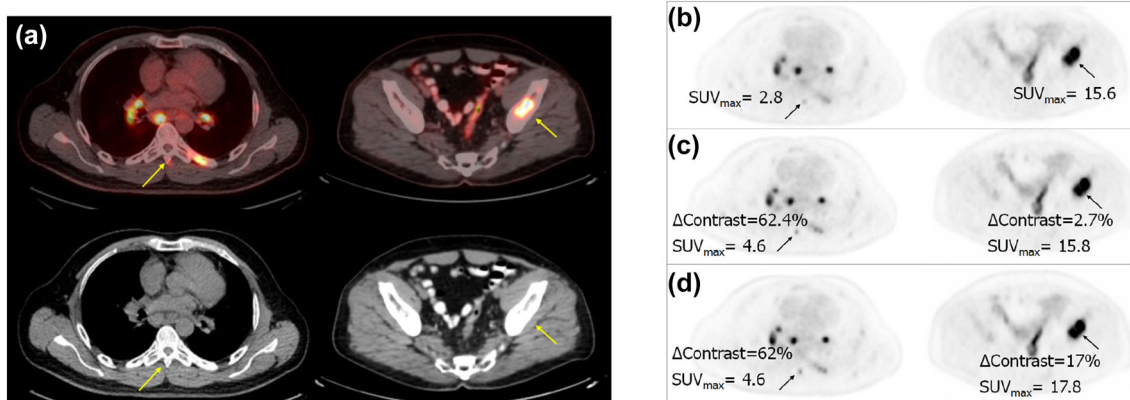 (a)
(b)
SUVmax= 2.8
SUVmax= 15.6
(c)
ΔContrast=62.4%
SUVmax= 4.6
ΔContrast=2.7%
SUVmax= 15.8
(d)
ΔContrast=62%
SUVmax= 4.6
ΔContrast=17%
SUVmax= 17.8